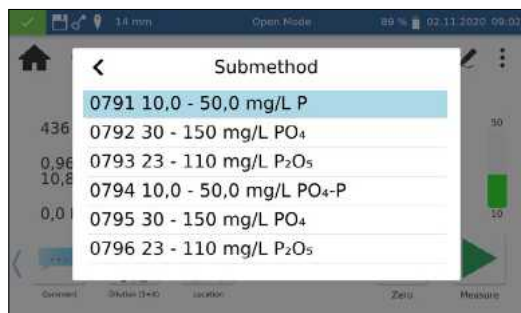 14 mm Open Mode 86 % 02.11.2020 09:02
Submethod
0791 10,0 - 50,0 mg/L P
436
50
0792 30 - 150 mg/L PO₄
0793 23 - 110 mg/L P₂O₅
0,96
10,8
0794 10,0 - 50,0 mg/L PO₄-P
0,0
10
0795 30 - 150 mg/L PO₄
0796 23 - 110 mg/L P₂O₅
Comment Dilution (1+X) Location Zero Measure